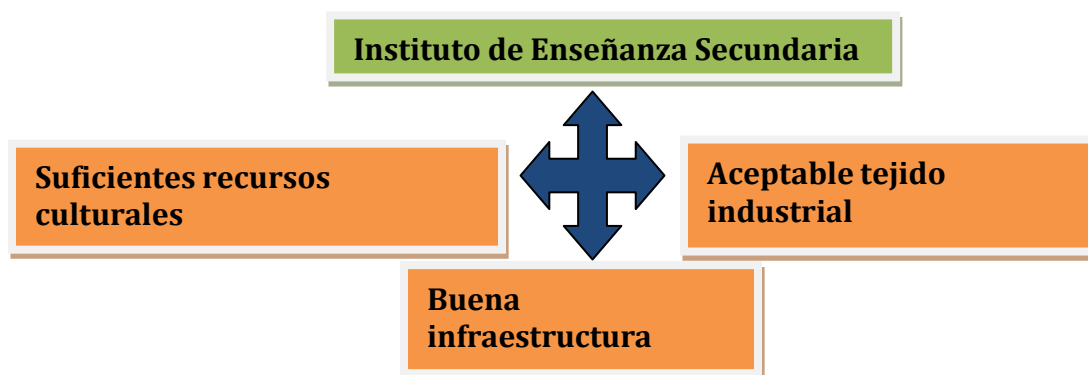 Instituto de Enseñanza Secundaria
Suficientes recursos
culturales
Aceptable tejido
industrial
Buena
infraestructura